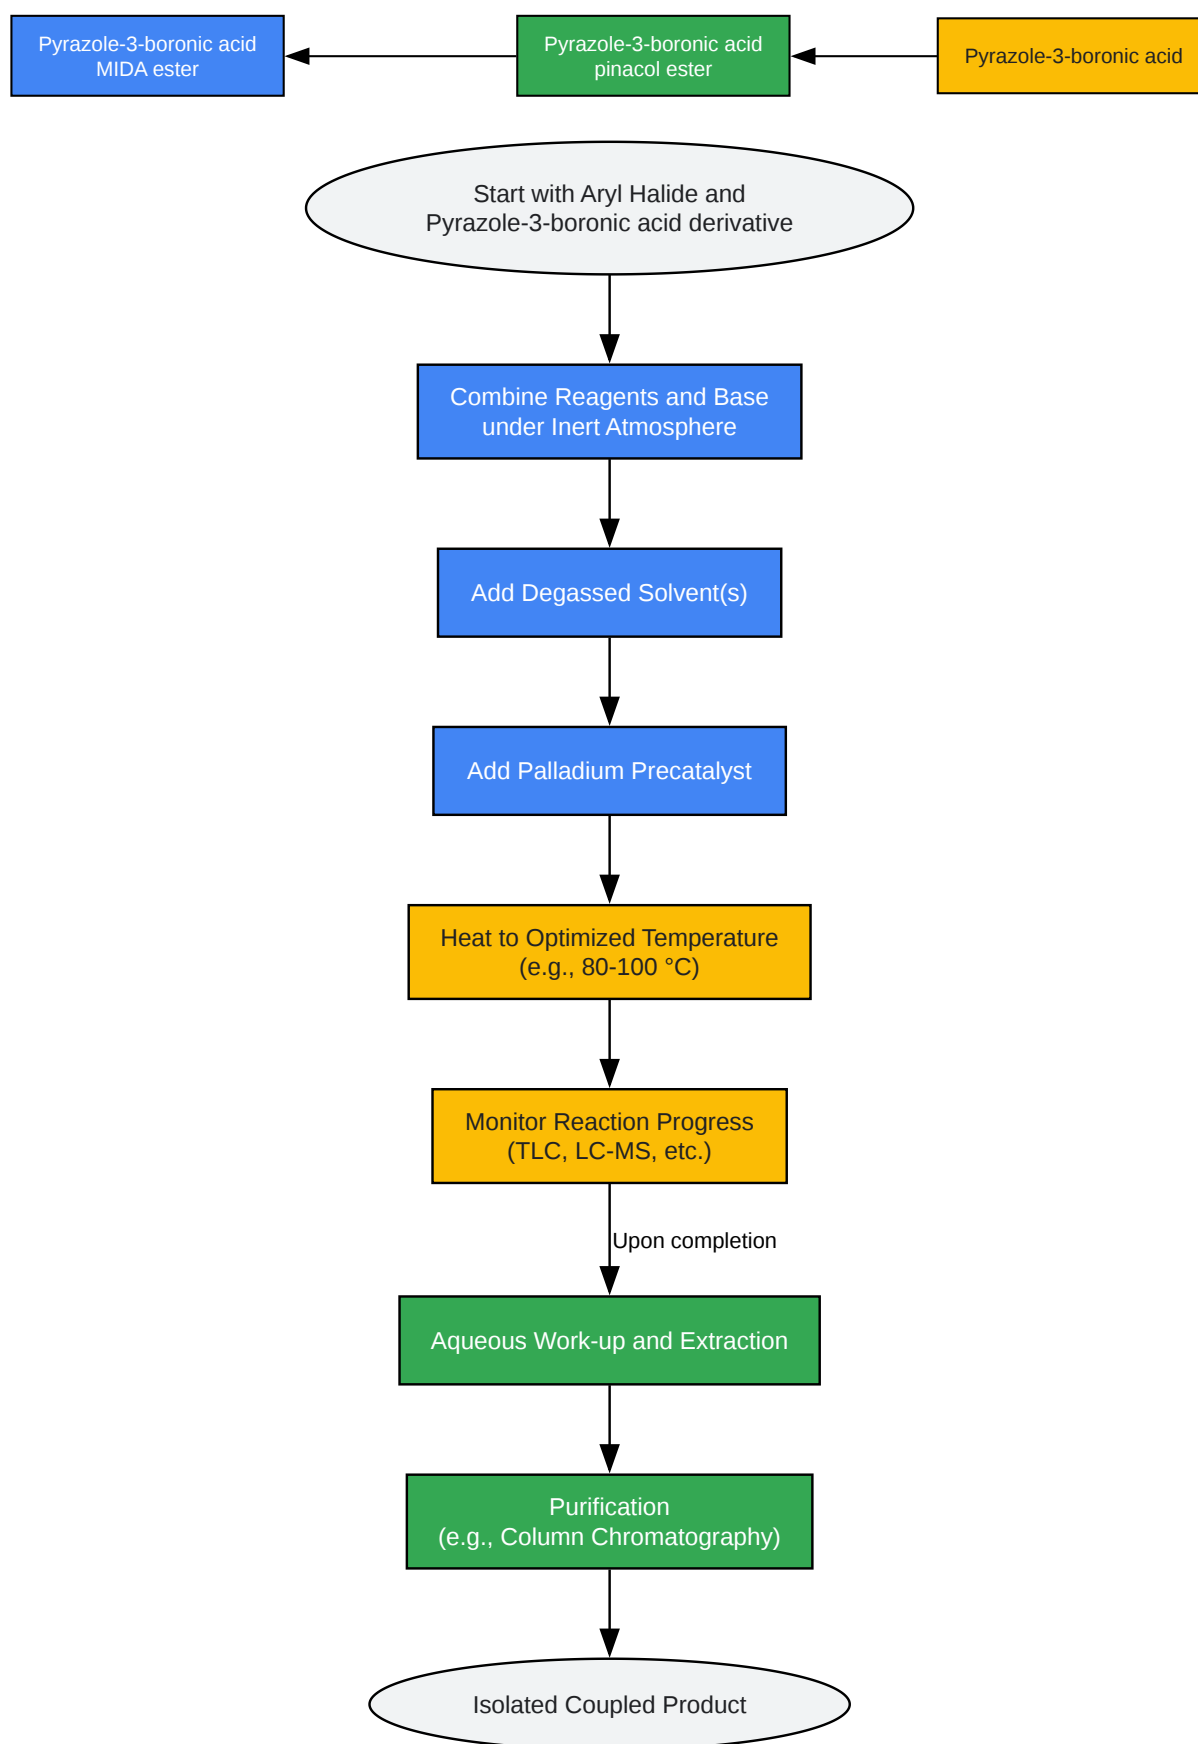 Pyrazole-3-boronic acid
MIDA ester
Pyrazole-3-boronic acid
pinacol ester
Pyrazole-3-boronic acid
Start with Aryl Halide and
Pyrazole-3-boronic acid derivative
Combine Reagents and Base
under Inert Atmosphere
Add Degassed Solvent(s)
Add Palladium Precatalyst
Heat to Optimized Temperature
(e.g., 80-100 °C)
Monitor Reaction Progress
(TLC, LC-MS, etc.)
Upon completion
Aqueous Work-up and Extraction
Purification
(e.g., Column Chromatography)
Isolated Coupled Product